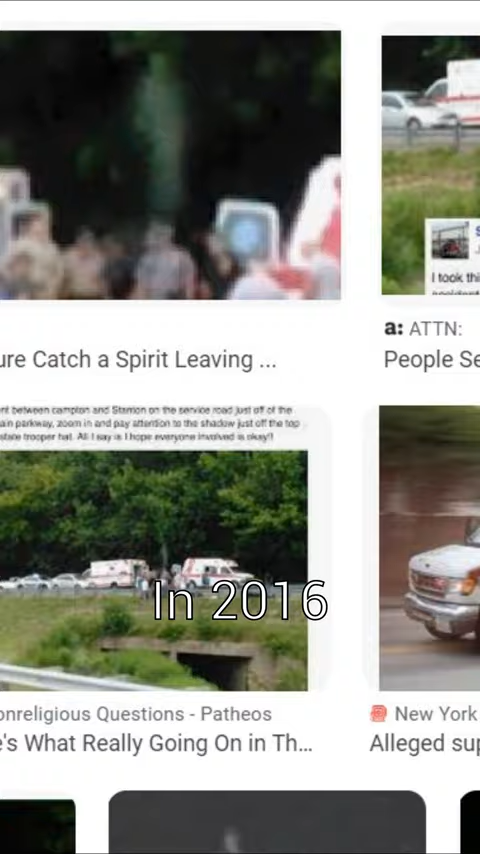 I took thi
a: ATTN:
ure Catch a Spirit Leaving ...
People Se
nt between campton and Stanton on the service road just off of the
ain parkway, zoom in and pay attention to the shadow just off the top
state trooper hat. All I say is I hope everyone involved is okay!!
In 2016
onreligious Questions - Patheos
New York
e's What Really Going On in Th...
Alleged sup